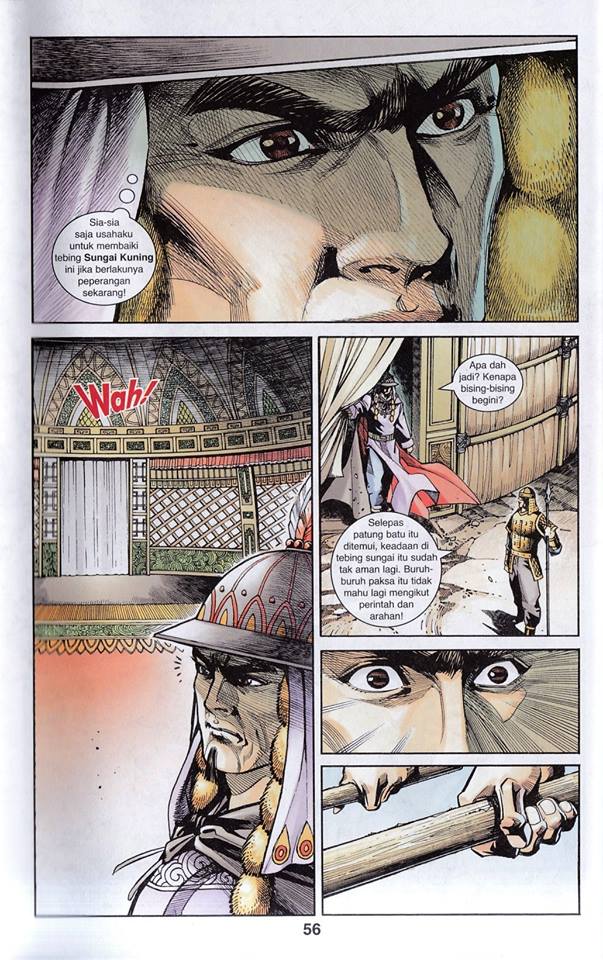 Sia-sia
saja usahaku
untuk membaiki
tebing Sungai Kuning
ini jika berlakunya
peperangan
sekarang!
Wah!
Apa dah
jadi? Kenapa
bising-bising
begini?
Selepas
patung batu itu
ditemui, keadaan di
tebing sungai itu sudah
tak aman lagi. Buruh-
buruh paksa itu tidak
mahu lagi mengikut
perintah dan
arahan!
56